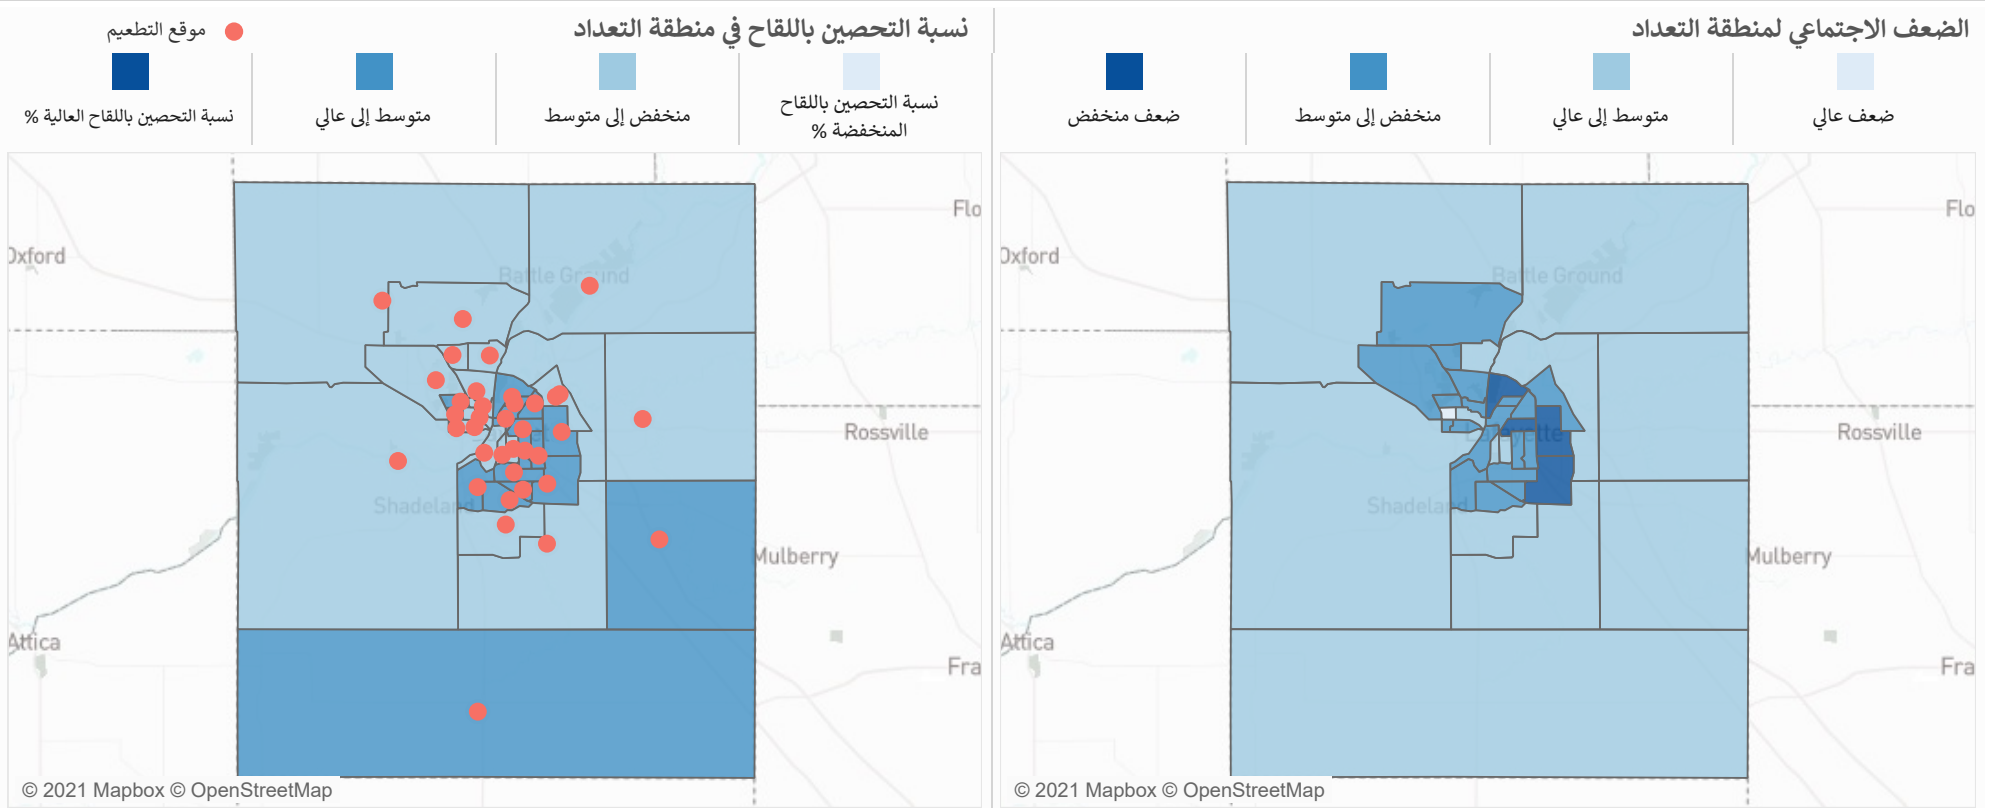 الضعف الاجتماعي لمنطقة التعداد
ضعف عالي
متوسط إلى عالي
منخفض إلى متوسط
ضعف منخفض
Flo
Oxford
Battle Ground
Rossville
Lafayette
Shadeland
Mulberry
Attica
Fra
© 2021 Mapbox © OpenStreetMap
نسبة التحصين باللقاح في منطقة التعداد
موقع التطعيم
نسبة التحصين باللقاح
المنخفضة %
منخفض إلى متوسط
متوسط إلى عالي
نسبة التحصين باللقاح العالية %
Flo
Oxford
Battle Ground
Rossville
Shadeland
Mulberry
Attica
Fra
© 2021 Mapbox © OpenStreetMap